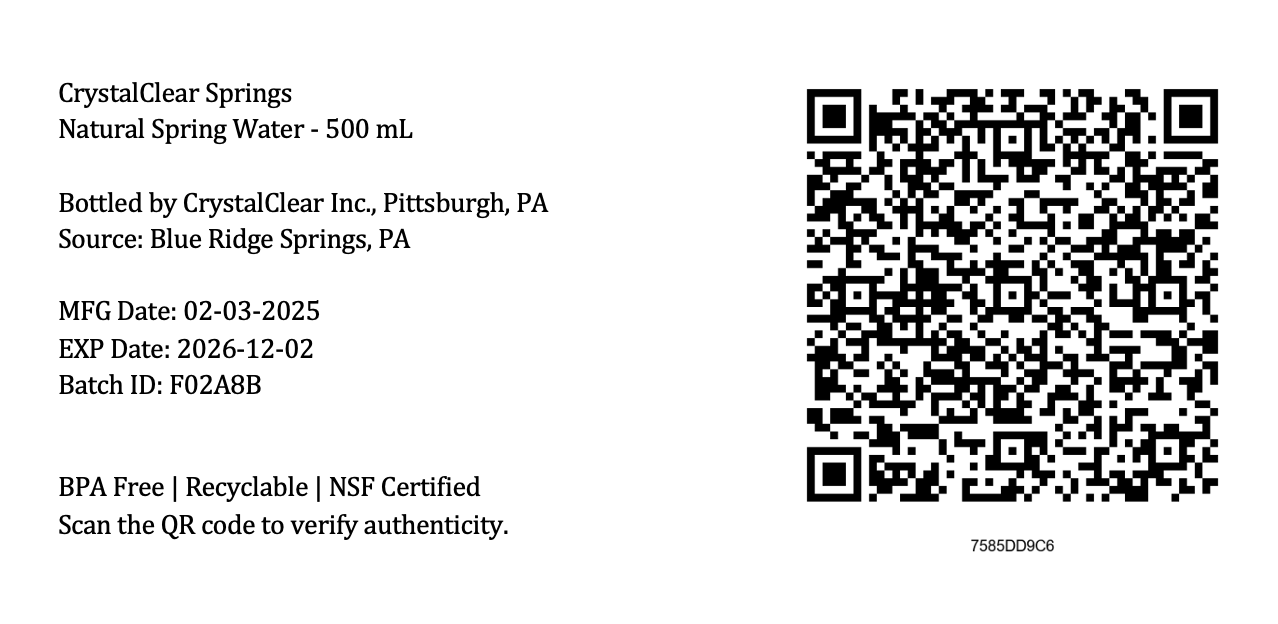 CrystalClear Springs
Natural Spring Water - 500 mL
Bottled by CrystalClear Inc., Pittsburgh, PA
Source: Blue Ridge Springs, PA
MFG Date: 02-03-2025
EXP Date: 2026-12-02
Batch ID: F02A8B
BPA Free | Recyclable | NSF Certified
Scan the QR code to verify authenticity.
7585DD9C6